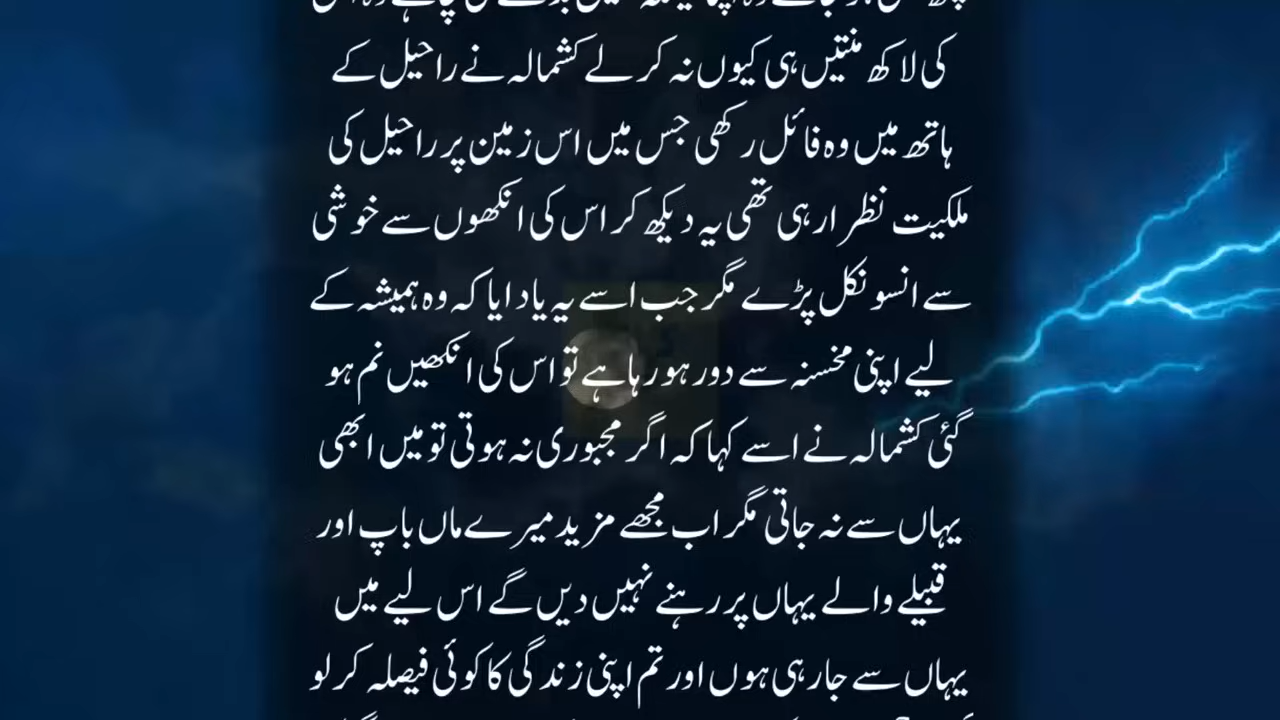 کی لاکھ منتیں ہی کیوں نہ کر لے کشمالہ نے راحیل کے
ہاتھ میں وہ فائل رکھی جس میں اس زمین پر راحیل کی
ملکیت نظر ارہی تھی یہ دیکھ کر اس کی انکھوں سے خوشی
سے انسو نکل پڑے مگر جب اسے یہ یاد ایا کہ وہ ہمیشہ کے
لیے اپنی محسنہ سے دور ہو رہا ہے تو اس کی انکھیں نم ہو
گئی کشمالہ نے اسے کہا کہ اگر مجبوری نہ ہوتی تو میں ابھی
یہاں سے نہ جاتی مگر اب مجھے مزید میرے ماں باپ اور
قبیلے والے یہاں پر رہنے نہیں دیں گے اس لیے میں
یہاں سے جا رہی ہوں اور تم اپنی زندگی کا کوئی فیصلہ کر لو